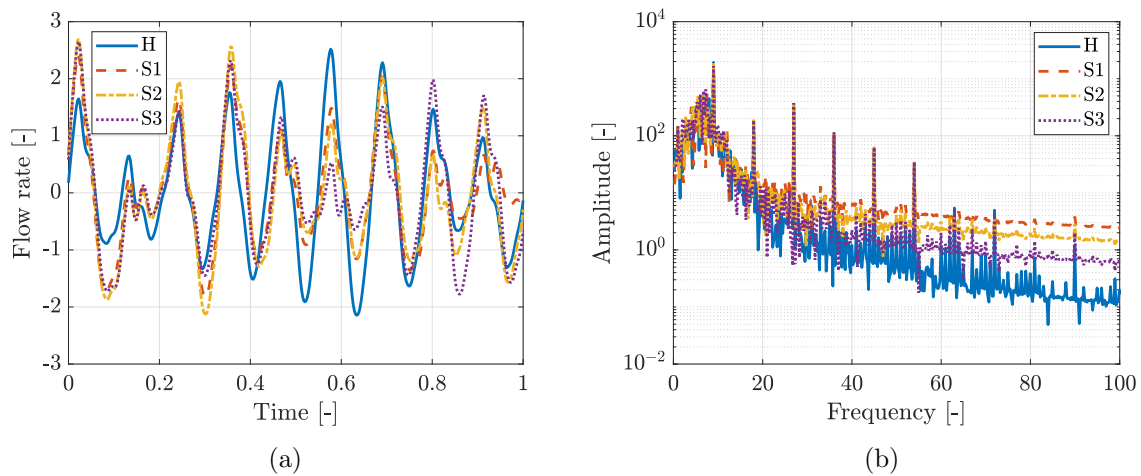 3
2
1
0
-1
-2
-3
Flow rate [-]
H
S1
S2
S3
0
0.2
0.4
0.6
0.8
1
Time [-]
(a)
10^4
10^2
10^0
10^-2
Amplitude [-]
H
S1
S2
S3
0
20
40
60
80
100
Frequency [-]
(b)